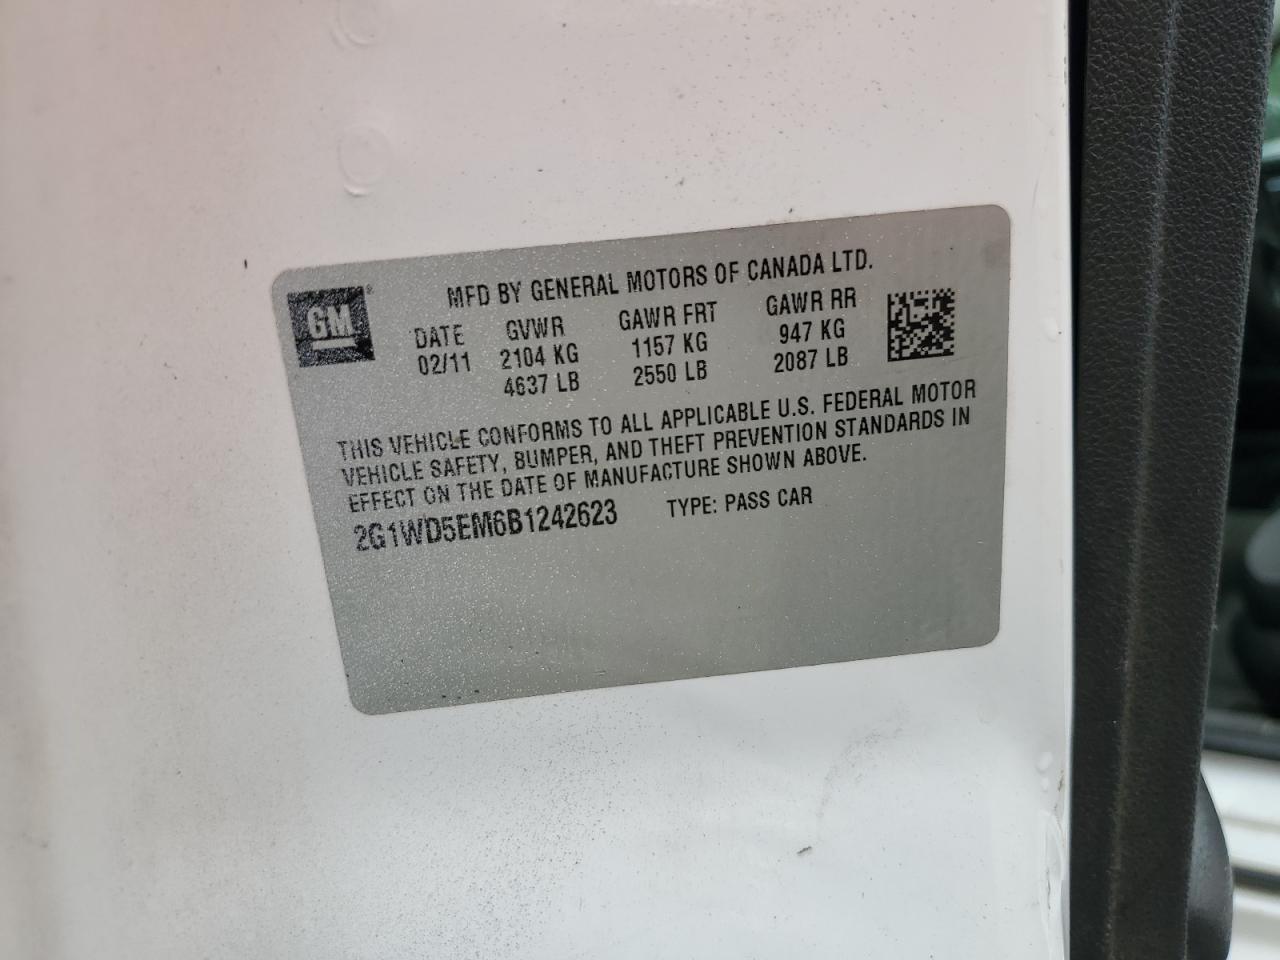 MFD BY GENERAL MOTORS OF CANADA LTD.
GM®
DATE GVWR GAWR FRT GAWR RR
02/11 2104 KG 1157 KG 947 KG
4637 LB 2550 LB 2087 LB
THIS VEHICLE CONFORMS TO ALL APPLICABLE U.S. FEDERAL MOTOR
VEHICLE SAFETY, BUMPER, AND THEFT PREVENTION STANDARDS IN
EFFECT ON THE DATE OF MANUFACTURE SHOWN ABOVE.
2G1WD5EM6B1242623 TYPE: PASS CAR